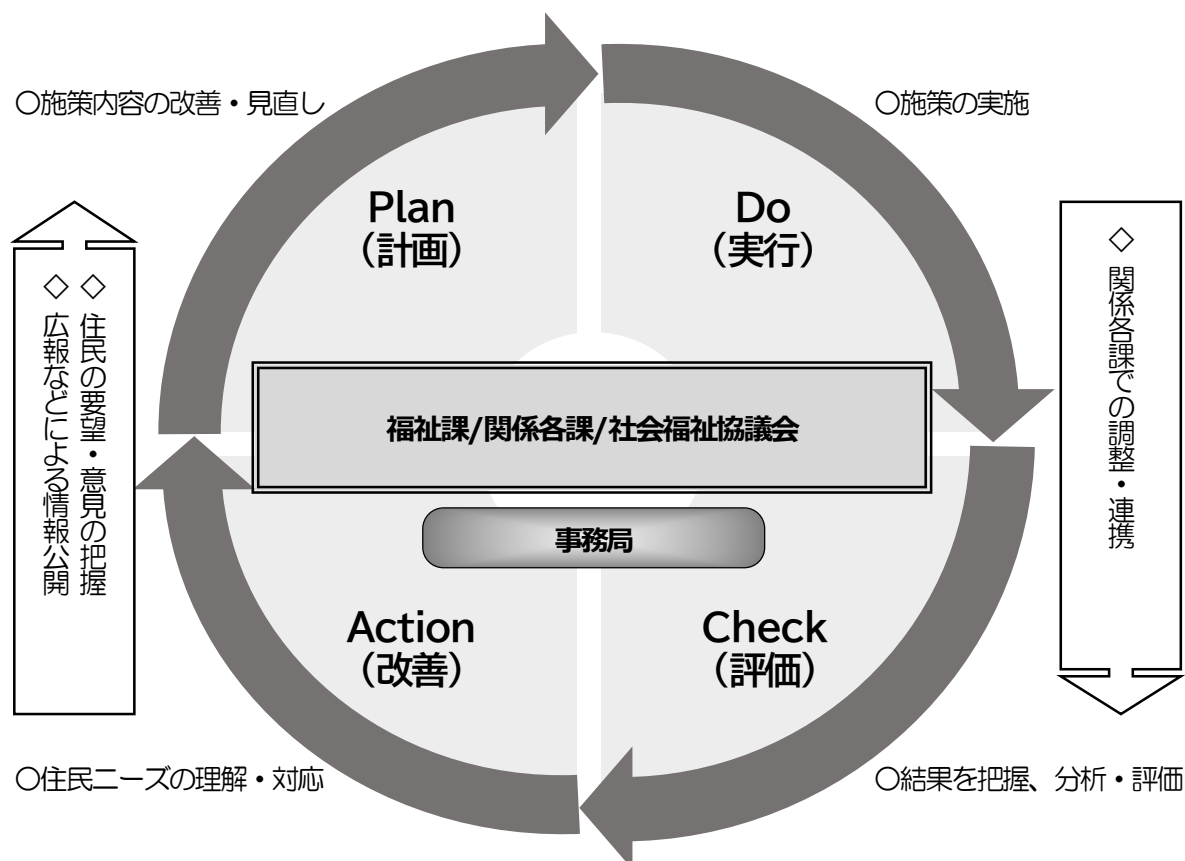 〇施策内容の改善・見直し
〇施策の実施
Plan
（計画）
Do
（実行）
◇ 住民の要望・意見の把握
◇ 広報などによる情報公開
◇ 関係各課での調整・連携
福祉課/関係各課/社会福祉協議会
事務局
Action
（改善）
Check
（評価）
〇住民ニーズの理解・対応
〇結果を把握、分析・評価